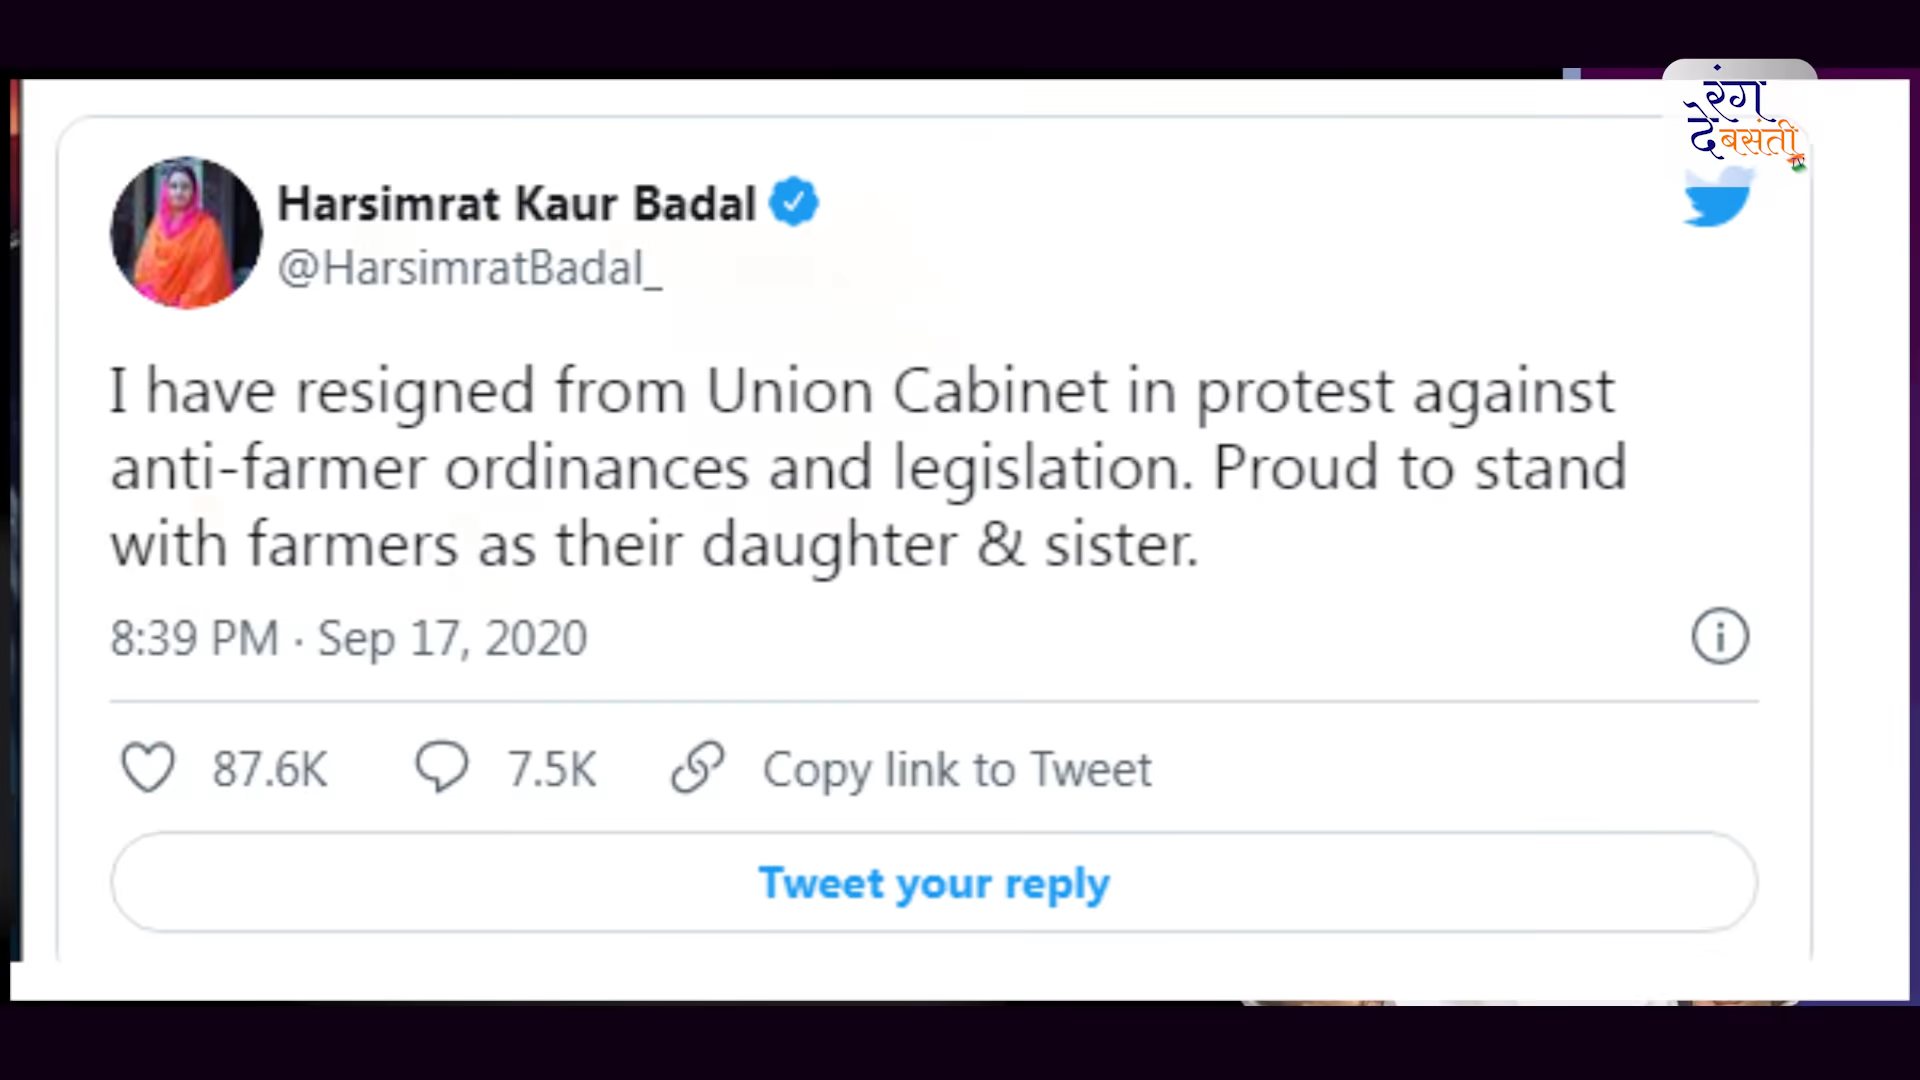 रंग
दे बसंती
Harsimrat Kaur Badal
@HarsimratBadal_
I have resigned from Union Cabinet in protest against
anti-farmer ordinances and legislation. Proud to stand
with farmers as their daughter & sister.
8:39 PM · Sep 17, 2020
87.6K 7.5K Copy link to Tweet
Tweet your reply